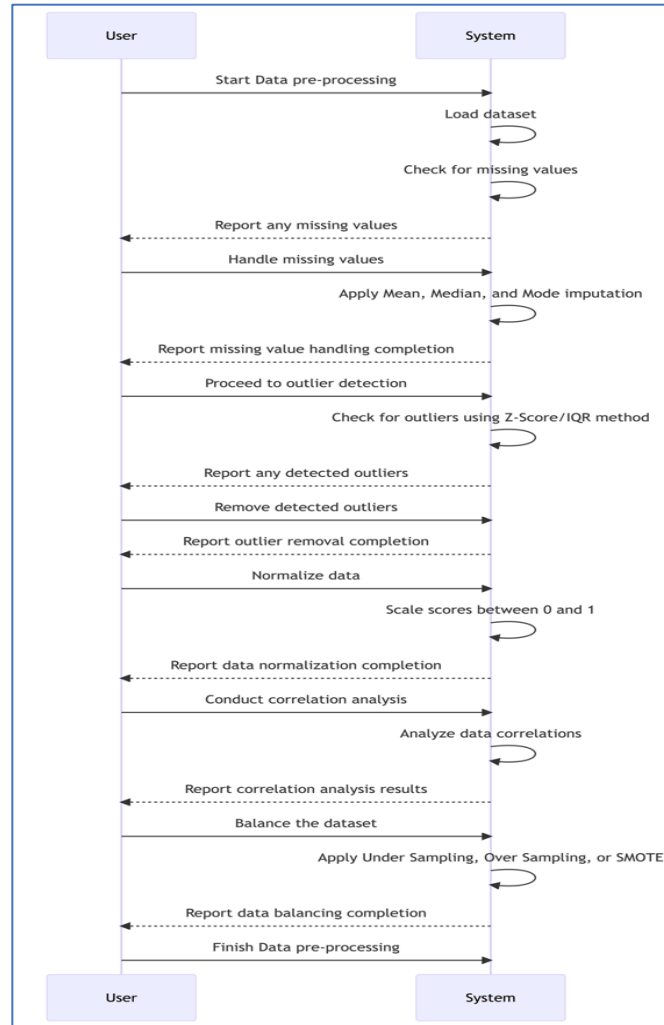 User
System
Start Data pre-processing
Load dataset
Check for missing values
Report any missing values
Handle missing values
Apply Mean, Median, and Mode imputation
Report missing value handling completion
Proceed to outlier detection
Check for outliers using Z-Score/IQR method
Report any detected outliers
Remove detected outliers
Report outlier removal completion
Normalize data
Scale scores between 0 and 1
Report data normalization completion
Conduct correlation analysis
Analyze data correlations
Report correlation analysis results
Balance the dataset
Apply Under Sampling, Over Sampling, or SMOTE
Report data balancing completion
Finish Data pre-processing
User
System